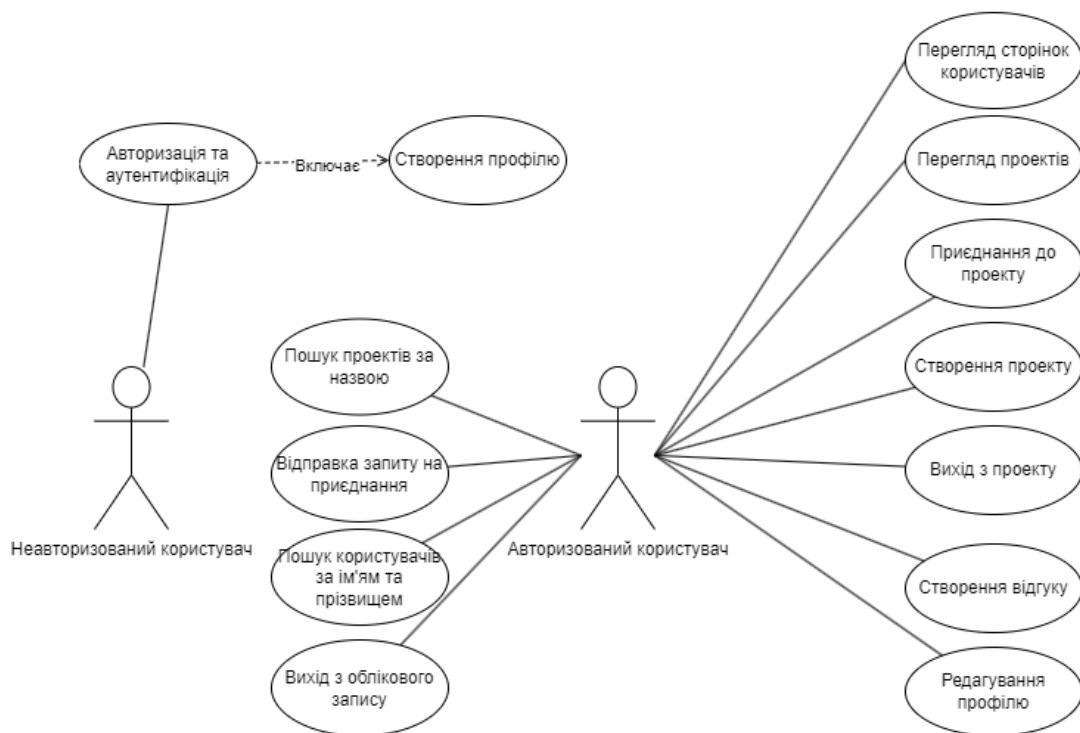 Перегляд сторінок
користувачів
Авторизація та
аутентифікація
Включає
Створення профілю
Перегляд проектів
Приєднання до
проекту
Пошук проектів за
назвою
Створення проекту
Відправка запиту на
приєднання
Вихід з проекту
Неавторизований користувач
Авторизований користувач
Пошук користувачів
за ім'ям та
прізвищем
Створення відгуку
Вихід з облікового
запису
Редагування
профілю